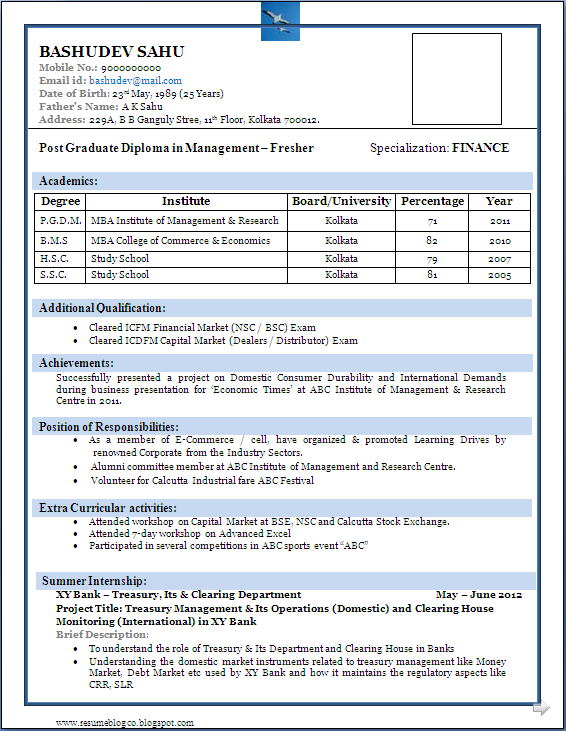 BASHUDEV SAHU
Mobile No.: 9000000000
Email id: bashudev@mail.com
Date of Birth: 23rd May, 1989 (25 Years)
Father's Name: A K Sahu
Address: 229A, B B Ganguly Stree, 11th Floor, Kolkata 700012.
Post Graduate Diploma in Management – Fresher Specialization: FINANCE
Academics:
Degree Institute Board/University Percentage Year
P.G.D.M. MBA Institute of Management & Research Kolkata 71 2011
B.M.S MBA College of Commerce & Economics Kolkata 82 2010
H.S.C. Study School Kolkata 79 2007
S.S.C. Study School Kolkata 81 2005
Additional Qualification:
• Cleared ICFM Financial Market (NSC / BSC) Exam
• Cleared ICDFM Capital Market (Dealers / Distributor) Exam
Achievements:
Successfully presented a project on Domestic Consumer Durability and International Demands
during business presentation for ‘Economic Times’ at ABC Institute of Management & Research
Centre in 2011.
Position of Responsibilities:
• As a member of E-Commerce / cell, have organized & promoted Learning Drives by
renowned Corporate from the Industry Sectors.
• Alumni committee member at ABC Institute of Management and Research Centre.
• Volunteer for Calcutta Industrial fare ABC Festival
Extra Curricular activities:
• Attended workshop on Capital Market at BSE, NSC and Calcutta Stock Exchange.
• Attended 7-day workshop on Advanced Excel
• Participated in several competitions in ABC sports event “ABC”
Summer Internship:
XY Bank – Treasury, Its & Clearing Department May – June 2012
Project Title: Treasury Management & Its Operations (Domestic) and Clearing House
Monitoring (International) in XY Bank
Brief Description:
• To understand the role of Treasury & Its Department and Clearing House in Banks
• Understanding the domestic market instruments related to treasury management like Money
Market, Debt Market etc used by XY Bank and how it maintains the regulatory aspects like
CRR, SLR
www.resumeblogco.blogspot.com